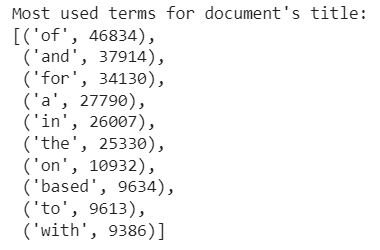 Most used terms for document's title:
[('of', 46834),
('and', 37914),
('for', 34130),
('a', 27790),
('in', 26007),
('the', 25330),
('on', 10932),
('based', 9634),
('to', 9613),
('with', 9386)]